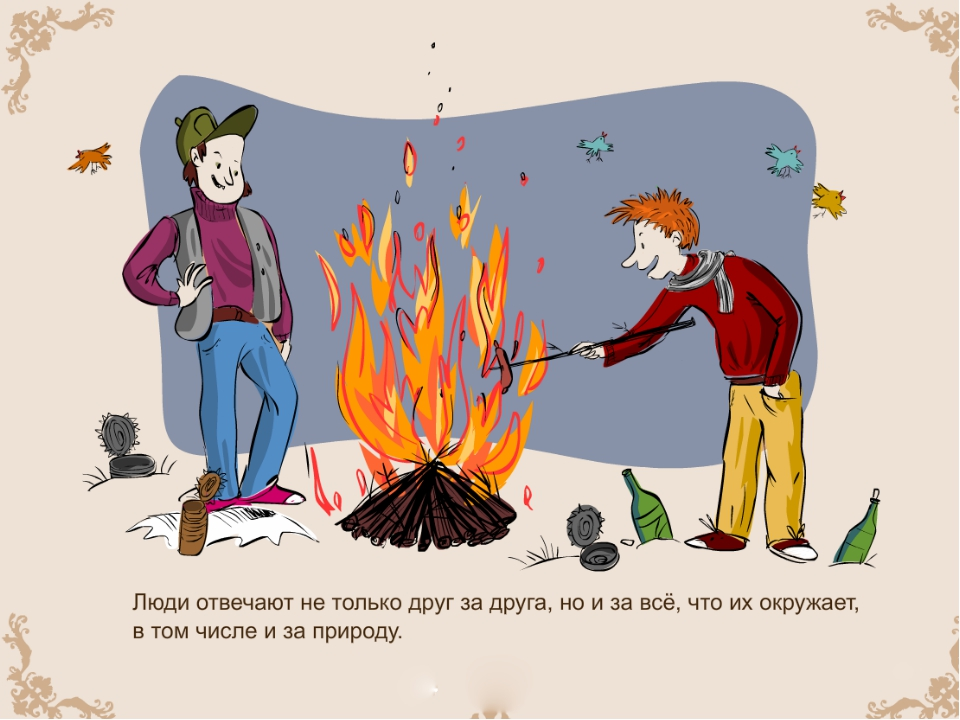 Люди отвечают не только друг за друга, но и за всё, что их окружает,
в том числе и за природу.